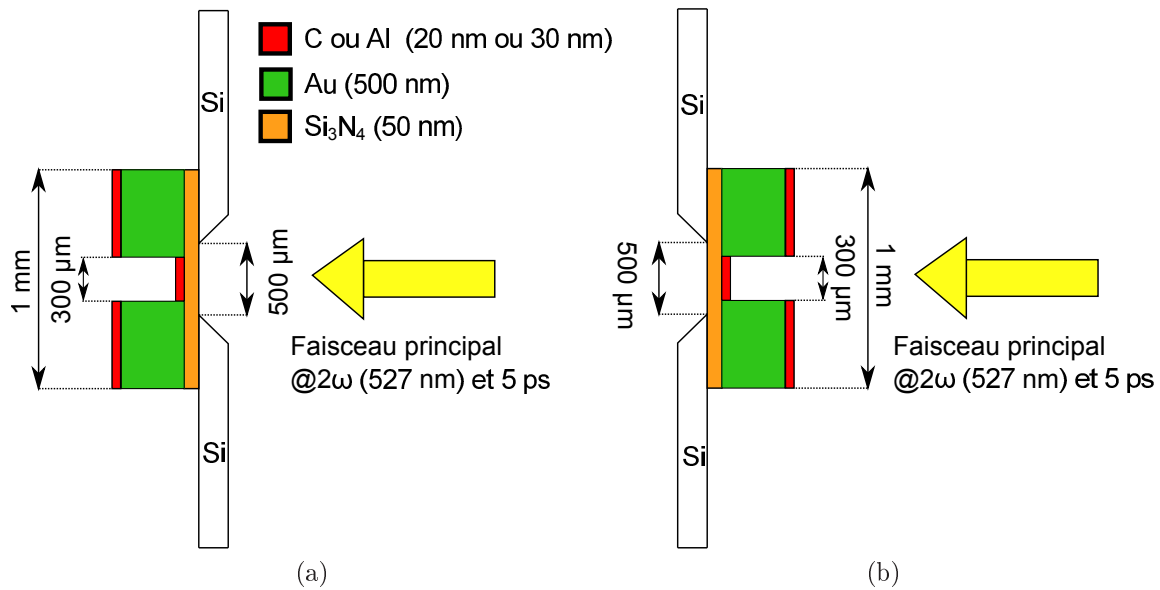 C ou Al (20 nm ou 30 nm)
Au (500 nm)
Si₃N₄ (50 nm)
Si
1 mm
300 µm
500 µm
Faisceau principal
@2ω (527 nm) et 5 ps
Si
(a)
Si
500 µm
300 µm
1 mm
Faisceau principal
@2ω (527 nm) et 5 ps
Si
(b)